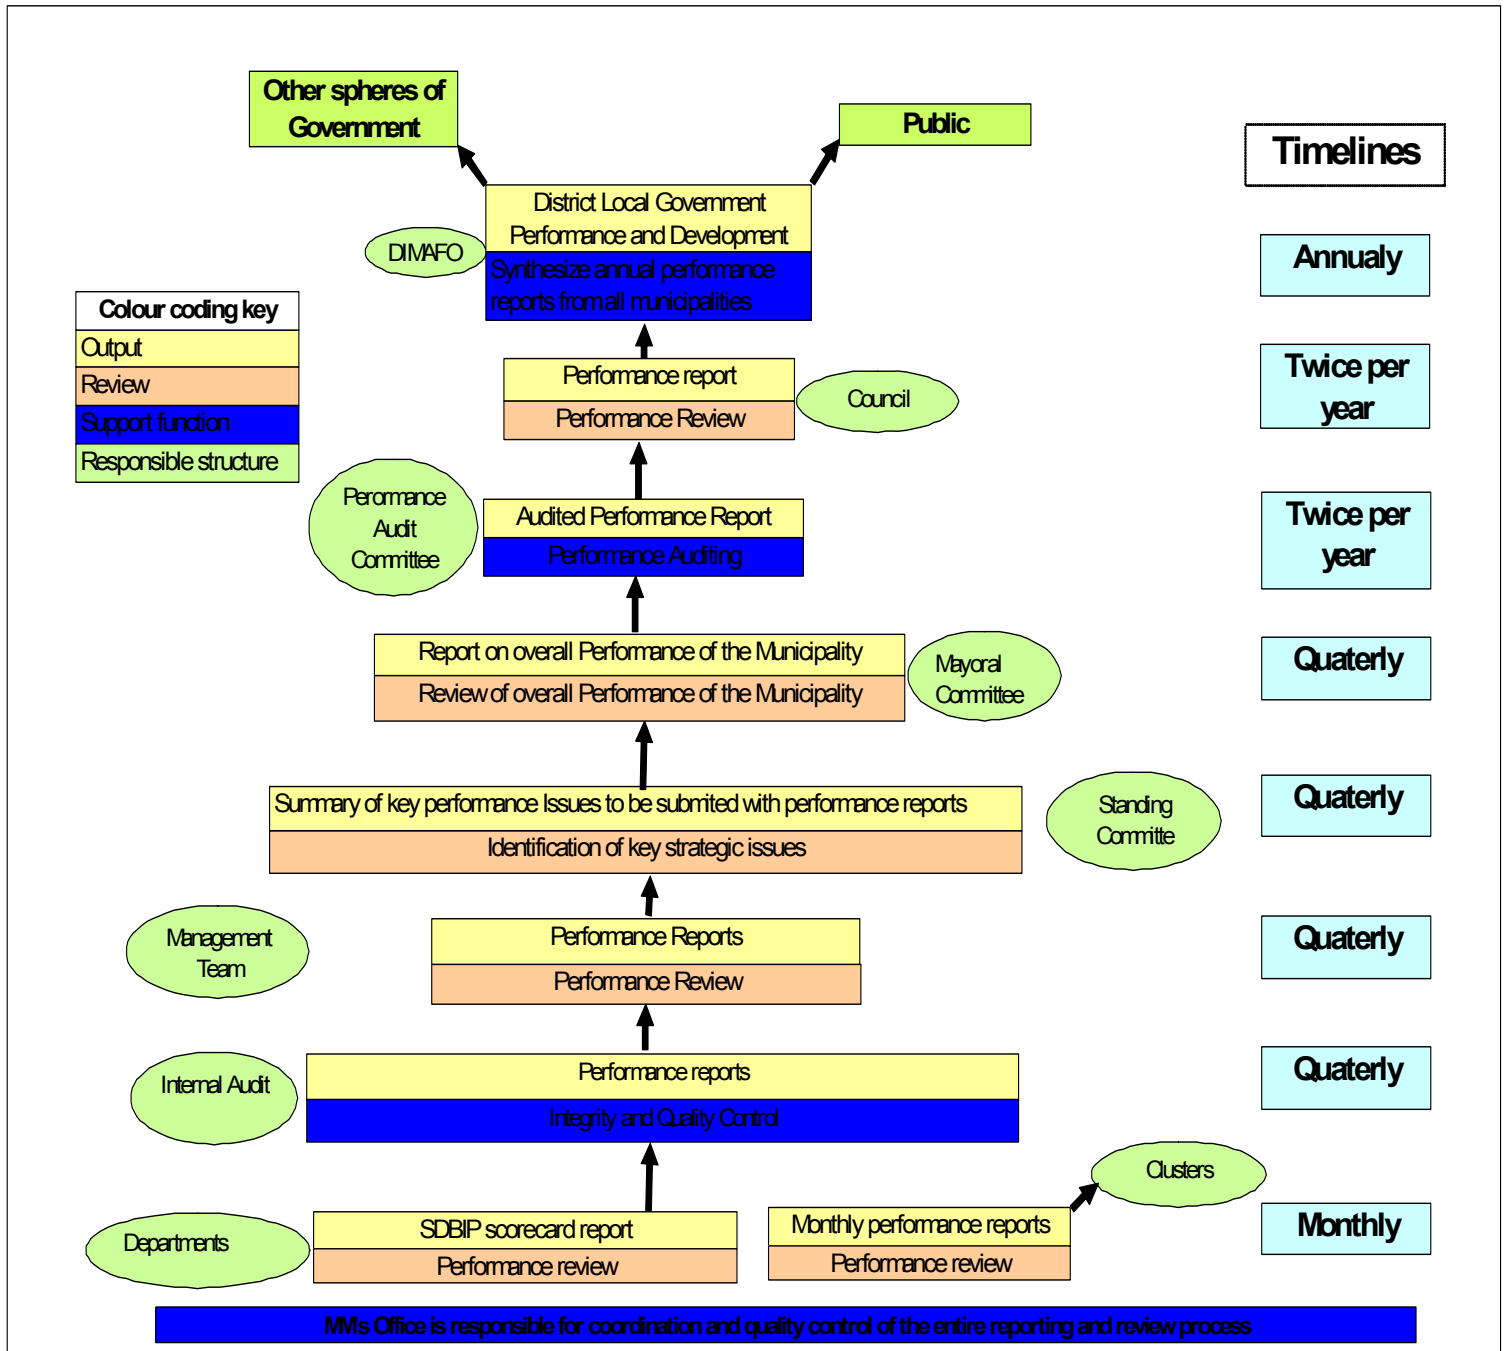 Other spheres of
Government
Public
Timelines
District Local Government
Performance and Development
DIMAFO
Synthesize annual performance
reports from all municipalities
Annualy
Colour coding key
Output
Review
Support function
Responsible structure
Performance report
Performance Review
Council
Twice per
year
Perormance
Audit
Committee
Audited Performance Report
Performance Auditing
Twice per
year
Report on overall Performance of the Municipality
Review of overall Performance of the Municipality
Mayoral
Committee
Quaterly
Summary of key performance Issues to be submited with performance reports
Identification of key strategic issues
Standing
Committe
Quaterly
Management
Team
Performance Reports
Performance Review
Quaterly
Internal Audit
Performance reports
Integrity and Quality Control
Quaterly
Clusters
Departments
SDBIP scorecard report
Performance review
Monthly performance reports
Performance review
Monthly
MMs Office is responsible for coordination and quality control of the entire reporting and review process